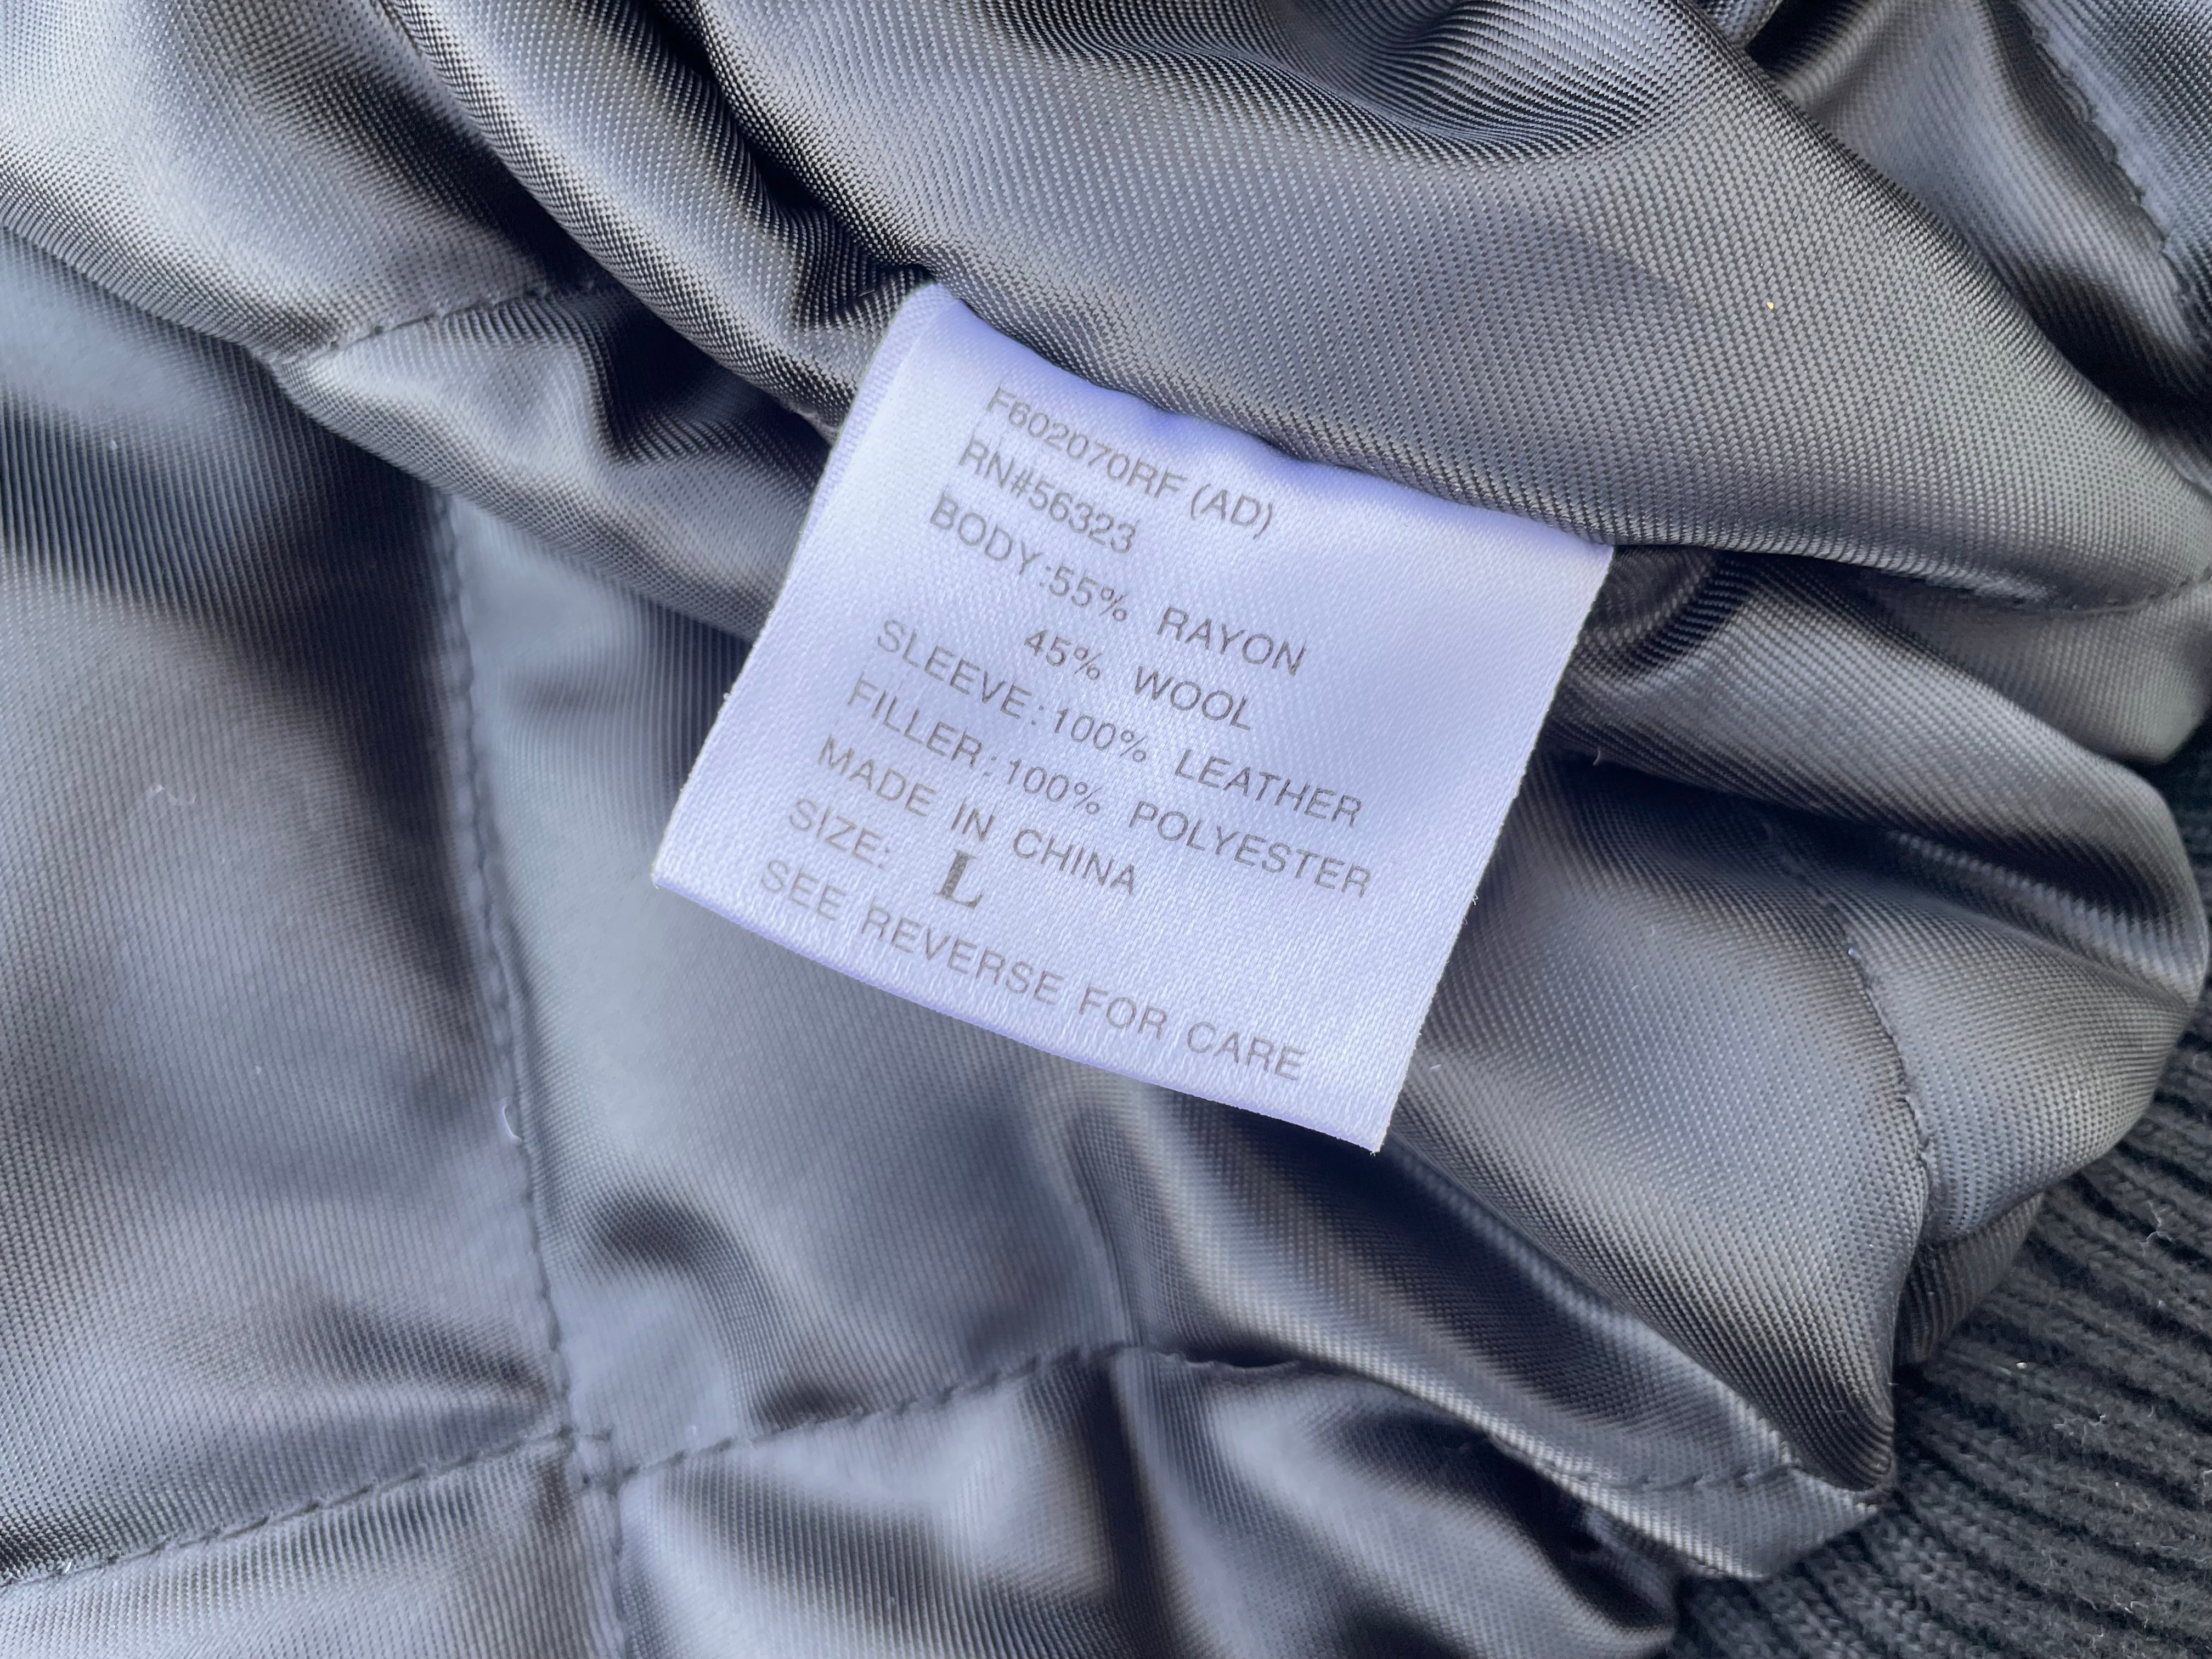 F602070RF (AD)
RN#56323
BODY:55% RAYON
45% WOOL
SLEEVE:100% LEATHER
FILLER:100% POLYESTER
MADE IN CHINA
SIZE: L
SEE REVERSE FOR CARE